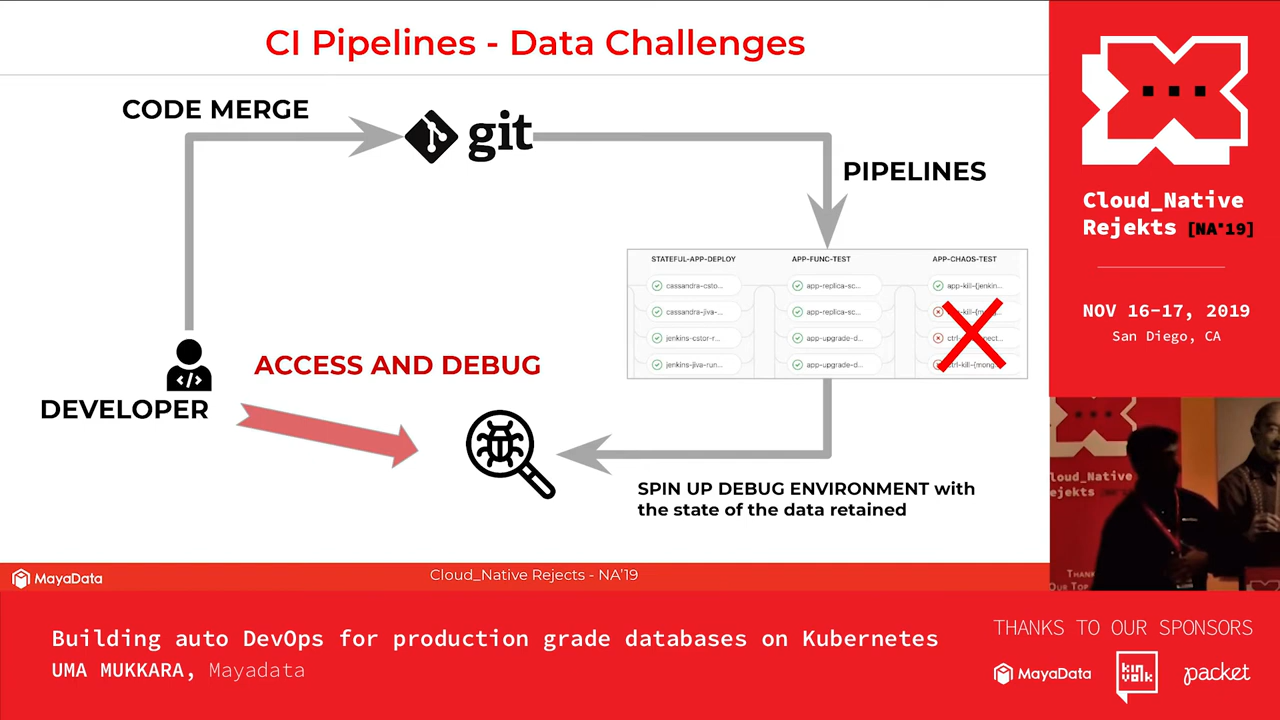 CI Pipelines - Data Challenges
CODE MERGE
git
PIPELINES
STATEFUL-APP-DEPLOY
APP-FUNC-TEST
APP-CHAOS-TEST
cassandra-csto...
app-replica-sc...
app-kill-(jenkin...
cassandra-jiva-...
app-replica-sc...
jenkins-cstor-r...
app-upgrade-d...
jenkins-jiva-run...
app-upgrade-d...
ACCESS AND DEBUG
DEVELOPER
SPIN UP DEBUG ENVIRONMENT with
the state of the data retained
MayaData
Cloud_Native Rejects - NA'19
Cloud_Native
Rejekts [NA*19]
NOV 16-17, 2019
San Diego, CA
Building auto DevOps for production grade databases on Kubernetes
UMA MUKKARA, Mayadata
THANKS TO OUR SPONSORS
MayaData
kinvolk
packet